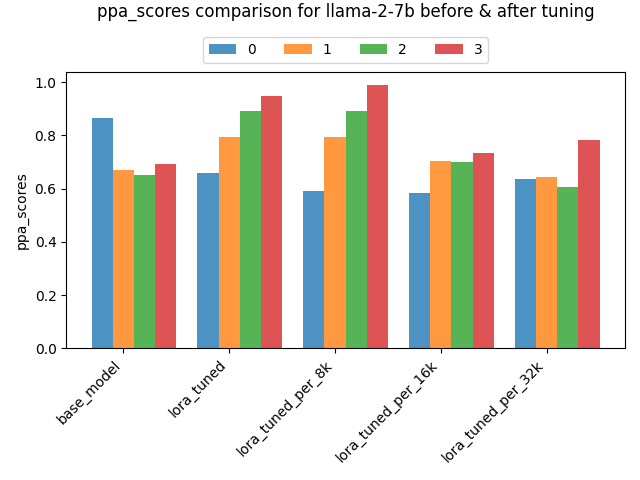 ppa_scores comparison for llama-2-7b before & after tuning
0 1 2 3
ppa_scores
1.0
0.8
0.6
0.4
0.2
0.0
base_model
lora_tuned
lora_tuned_per_8k
lora_tuned_per_16k
lora_tuned_per_32k